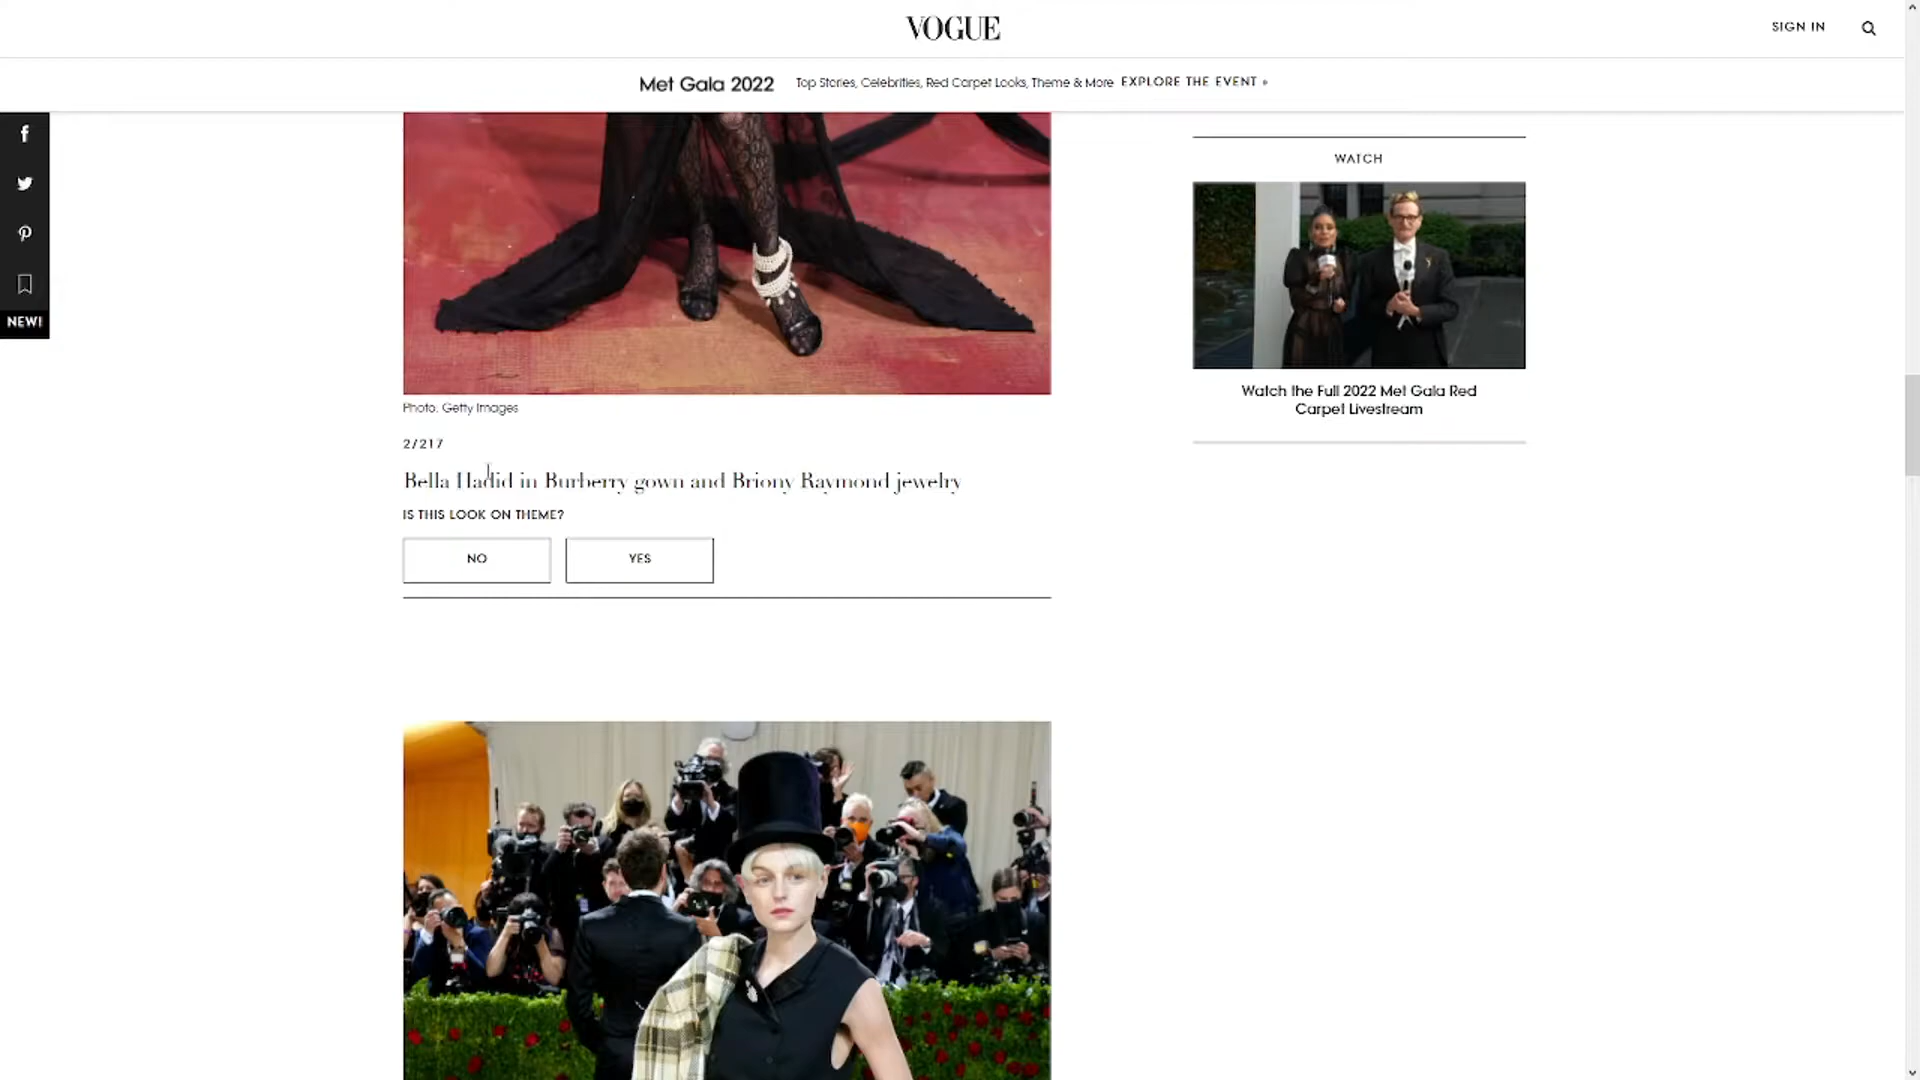 VOGUE
SIGN IN
Met Gala 2022 Top Stories, Celebrities, Red Carpet Looks, Theme & More EXPLORE THE EVENT »
NEW!
WATCH
Watch the Full 2022 Met Gala Red
Carpet Livestream
Photo: Getty Images
2/217
Bella Hadid in Burberry gown and Briony Raymond jewelry
IS THIS LOOK ON THEME?
NO
YES